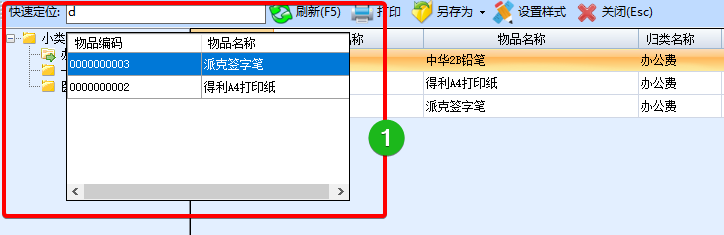 快速定位: d 刷新(F5) 打印 另存为 设置样式 关闭(Esc)
小类
物品编码 物品名称
0000000003 派克签字笔
0000000002 得利A4打印纸
名称 物品名称 归类名称
中华2B铅笔 办公费
得利A4打印纸 办公费
派克签字笔 办公费
1